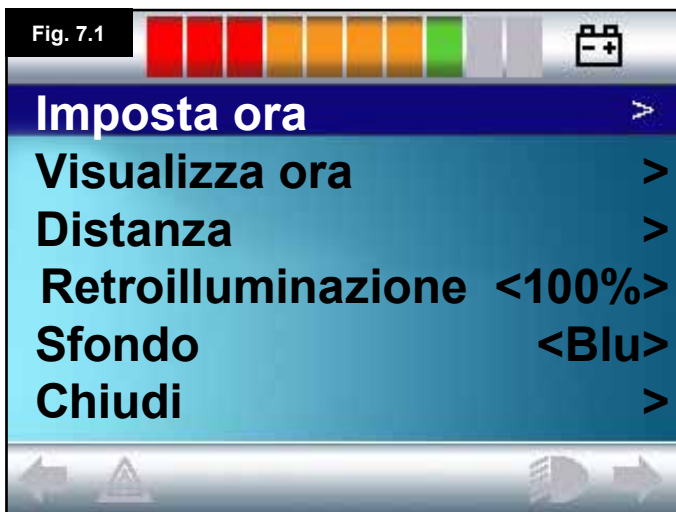 Fig. 7.1
Imposta ora >
Visualizza ora >
Distanza >
Retroilluminazione <100%>
Sfondo <Blu>
Chiudi >